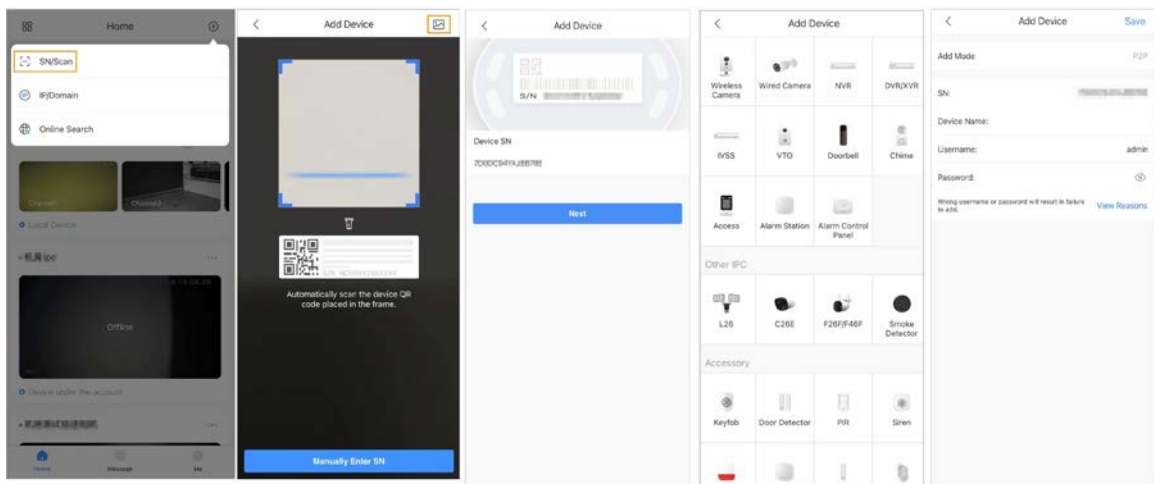 Home
SN/Scan
IP/Domain
Online Search
Local Device
Offline
Device under the account
Home
Message
Me
Add Device
Automatically scan the device QR
code placed in the frame.
Manually Enter SN
Add Device
S/N
Device SN
Next
Add Device
Wireless
Camera
Wired Camera
NVR
DVR/XVR
IVSS
VTO
Doorbell
Chime
Access
Alarm Station
Alarm Control
Panel
Other IPC
L26
C26E
F26F/F46F
Smoke
Detector
Accessory
Keyfob
Door Detector
PIR
Siren
Add Device
Save
Add Mode
P2P
SN:
Device Name:
Username:
admin
Password:
Wrong username or password will result in failure
to add.
View Reasons